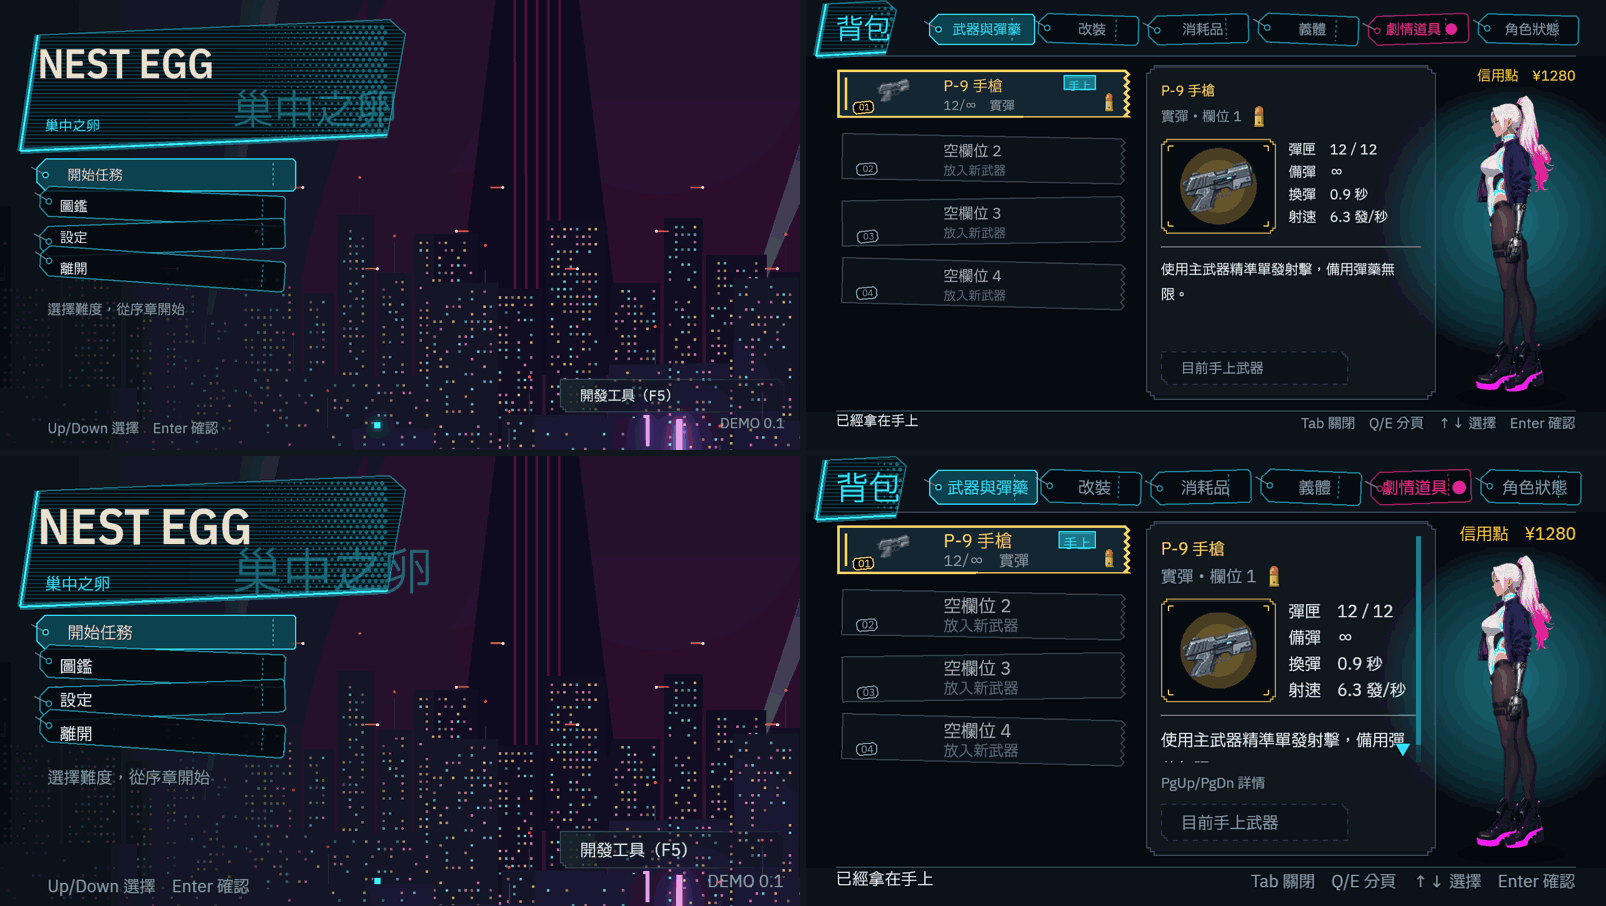 NEST EGG
巢中之卵
巢中之卵
開始任務
圖鑑
設定
離開
選擇難度，從序章開始
開發工具（F5）
Up/Down 選擇 Enter 確認
DEMO 0.1
背包
武器與彈藥
改裝
消耗品
義體
劇情道具
角色狀態
信用點 ¥1280
P-9 手槍
手上
01
12/∞ 實彈
空欄位 2
02
放入新武器
空欄位 3
03
放入新武器
空欄位 4
04
放入新武器
P-9 手槍
實彈・欄位 1
彈匣 12 / 12
備彈 ∞
換彈 0.9 秒
射速 6.3 發/秒
使用主武器精準單發射擊，備用彈藥無
限。
目前手上武器
已經拿在手上
Tab 關閉 Q/E 分頁 ↑↓ 選擇 Enter 確認
NEST EGG
巢中之卵
巢中之卵
開始任務
圖鑑
設定
離開
選擇難度，從序章開始
開發工具（F5）
Up/Down 選擇 Enter 確認
DEMO 0.1
背包
武器與彈藥
改裝
消耗品
義體
劇情道具
角色狀態
信用點 ¥1280
P-9 手槍
手上
01
12/∞ 實彈
空欄位 2
02
放入新武器
空欄位 3
03
放入新武器
空欄位 4
04
放入新武器
P-9 手槍
實彈・欄位 1
彈匣 12 / 12
備彈 ∞
換彈 0.9 秒
射速 6.3 發/秒
使用主武器精準單發射擊，備用彈
PgUp/PgDn 詳情
目前手上武器
已經拿在手上
Tab 關閉 Q/E 分頁 ↑↓ 選擇 Enter 確認